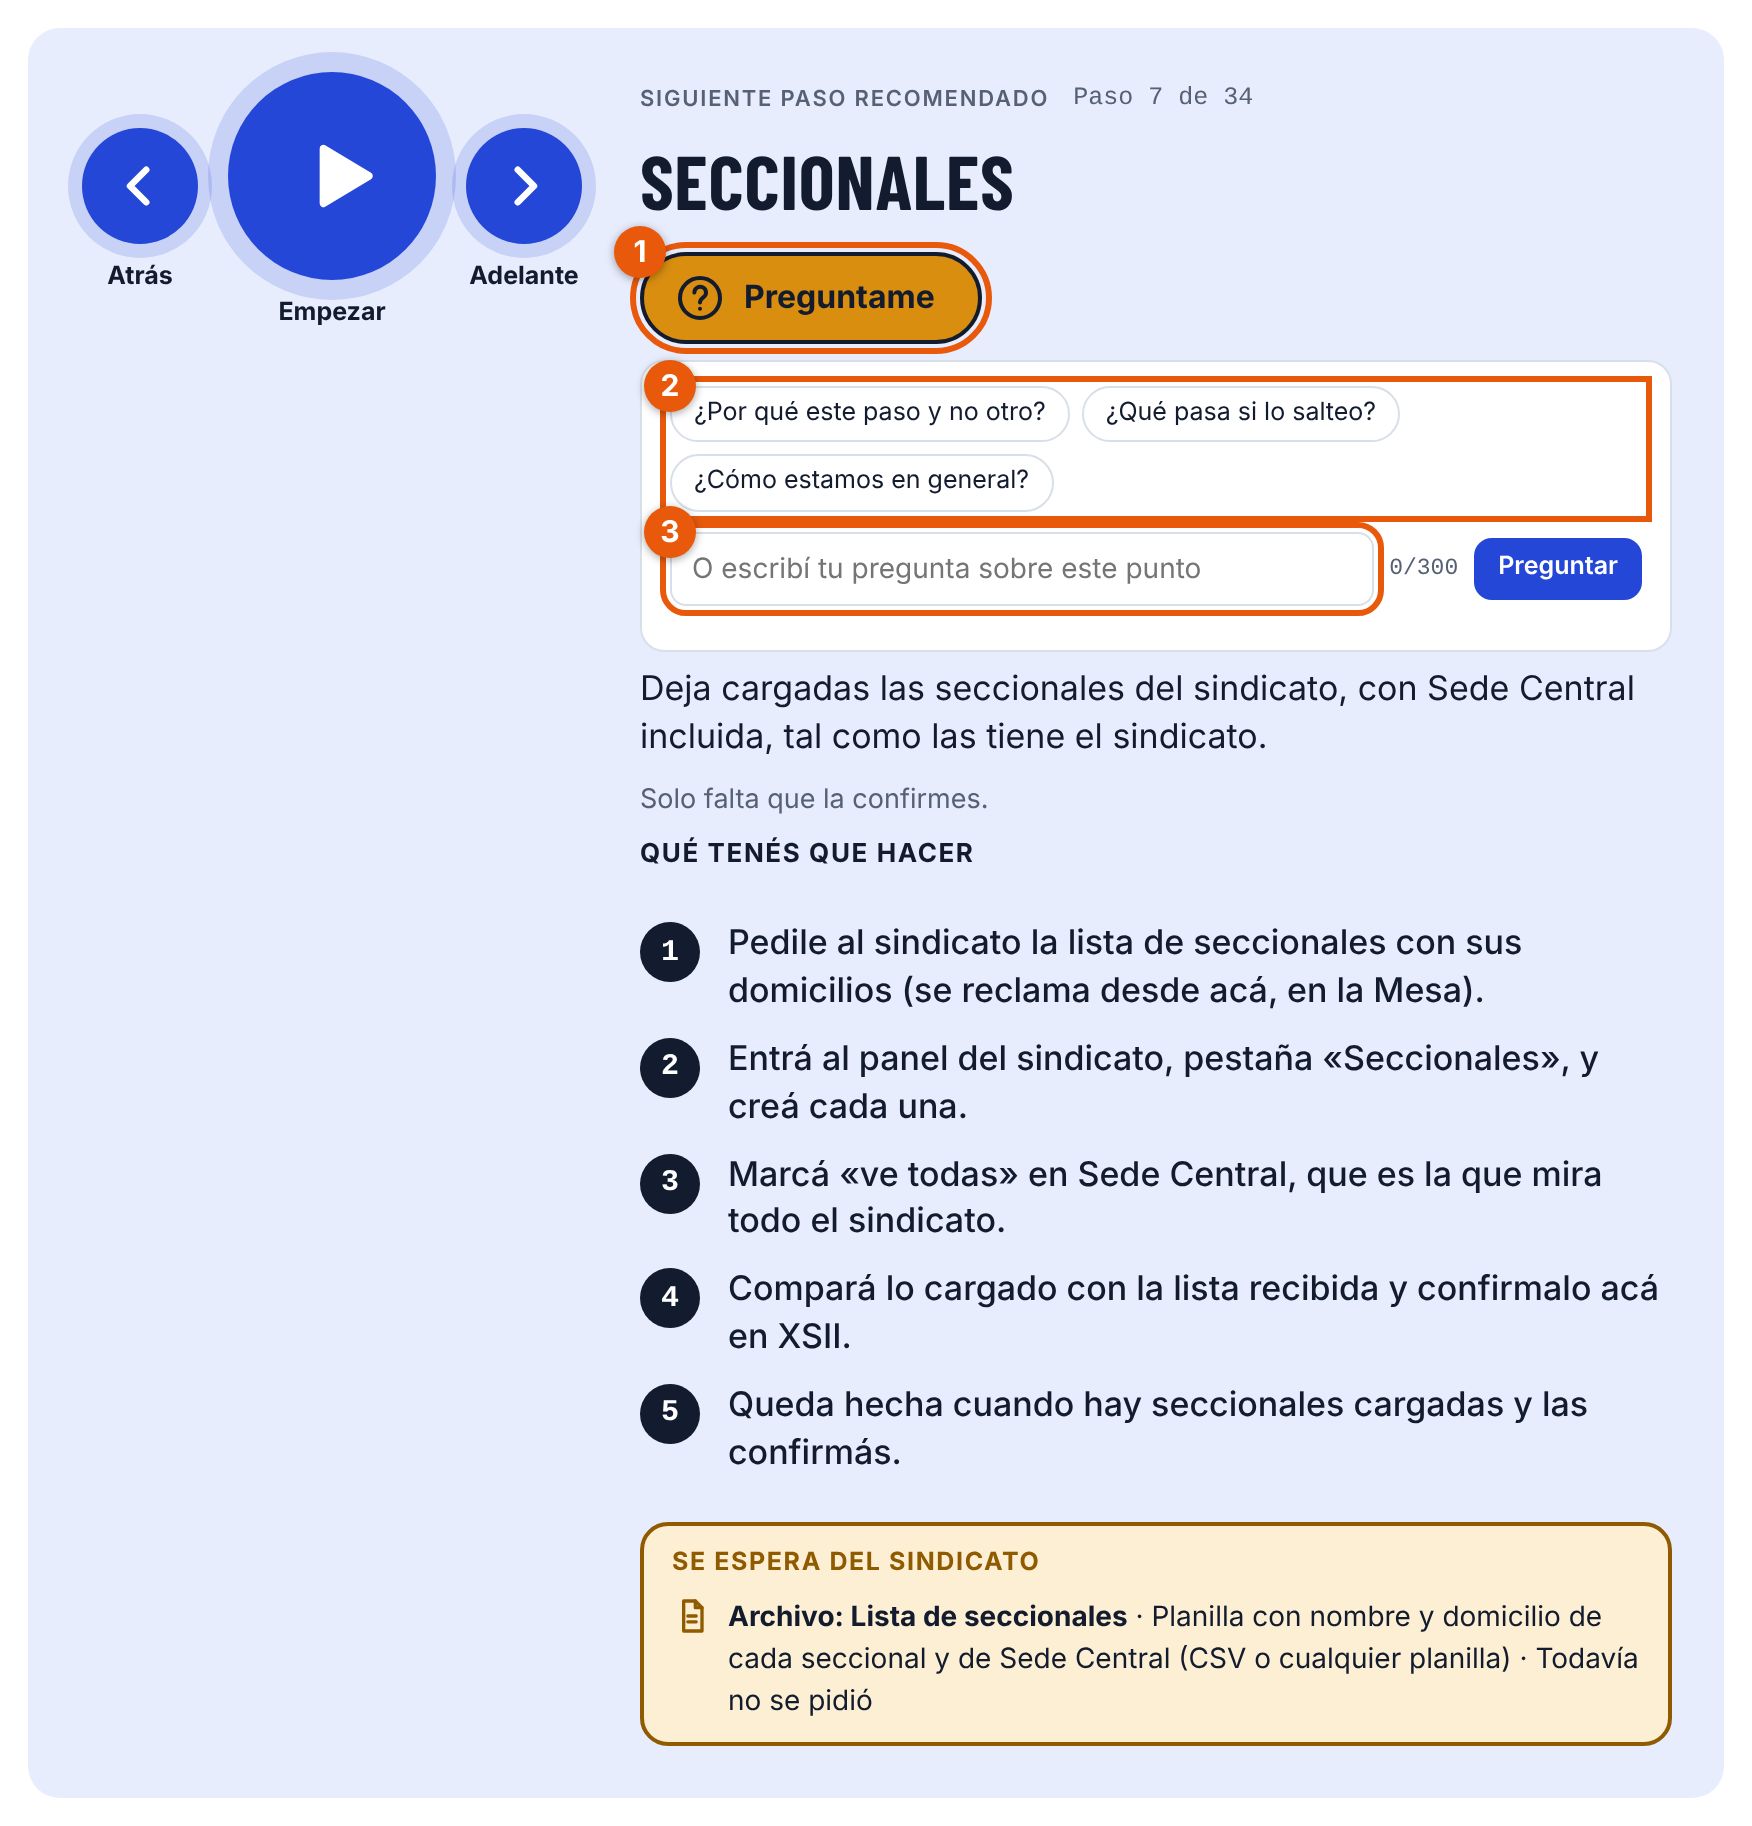 Atrás
Empezar
Adelante
SIGUIENTE PASO RECOMENDADO Paso 7 de 34
SECCIONALES
1
Preguntame
2
¿Por qué este paso y no otro? ¿Qué pasa si lo salteo?
¿Cómo estamos en general?
3
O escribí tu pregunta sobre este punto 0/300 Preguntar
Deja cargadas las seccionales del sindicato, con Sede Central
incluida, tal como las tiene el sindicato.
Solo falta que la confirmes.
QUÉ TENÉS QUE HACER
1 Pedile al sindicato la lista de seccionales con sus
domicilios (se reclama desde acá, en la Mesa).
2 Entrá al panel del sindicato, pestaña «Seccionales», y
creá cada una.
3 Marcá «ve todas» en Sede Central, que es la que mira
todo el sindicato.
4 Compará lo cargado con la lista recibida y confirmalo acá
en XSII.
5 Queda hecha cuando hay seccionales cargadas y las
confirmás.
SE ESPERA DEL SINDICATO
Archivo: Lista de seccionales · Planilla con nombre y domicilio de
cada seccional y de Sede Central (CSV o cualquier planilla) · Todavía
no se pidió